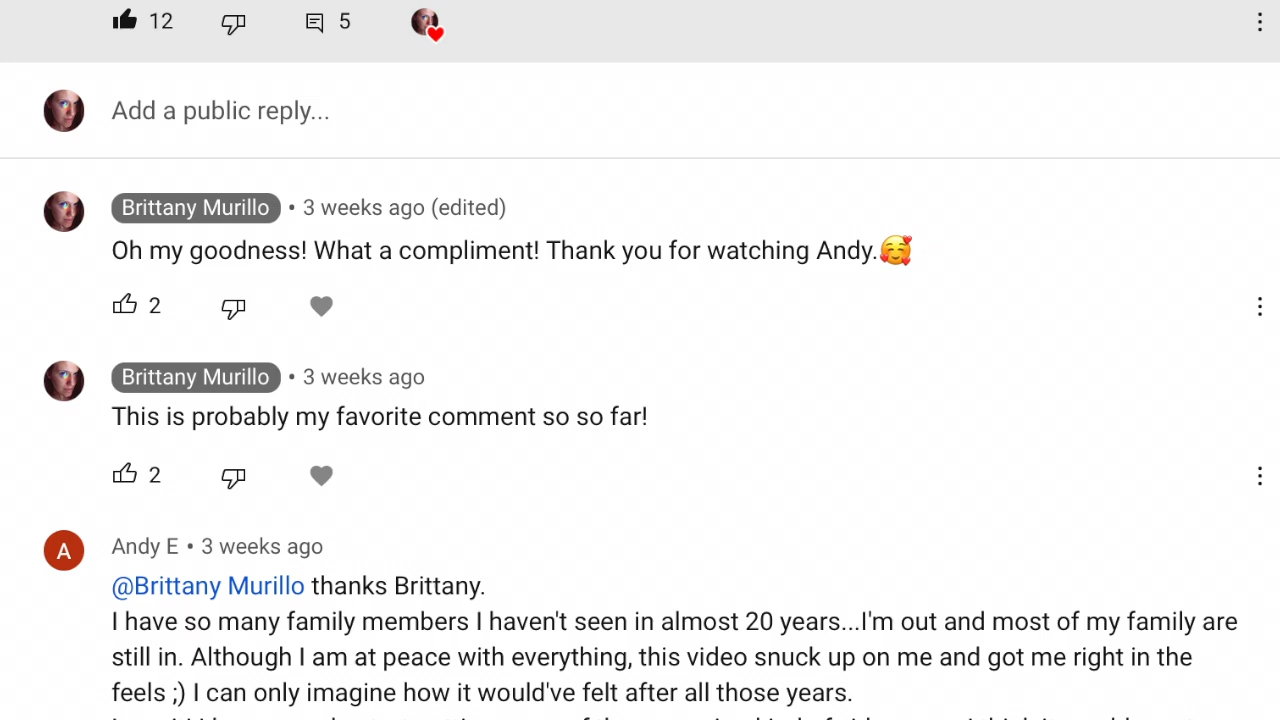 12
5
Add a public reply...
Brittany Murillo • 3 weeks ago (edited)
Oh my goodness! What a compliment! Thank you for watching Andy.🥰
2
Brittany Murillo • 3 weeks ago
This is probably my favorite comment so so far!
2
A
Andy E • 3 weeks ago
@Brittany Murillo thanks Brittany.
I have so many family members I haven't seen in almost 20 years...I'm out and most of my family are
still in. Although I am at peace with everything, this video snuck up on me and got me right in the
feels ;) I can only imagine how it would've felt after all those years.